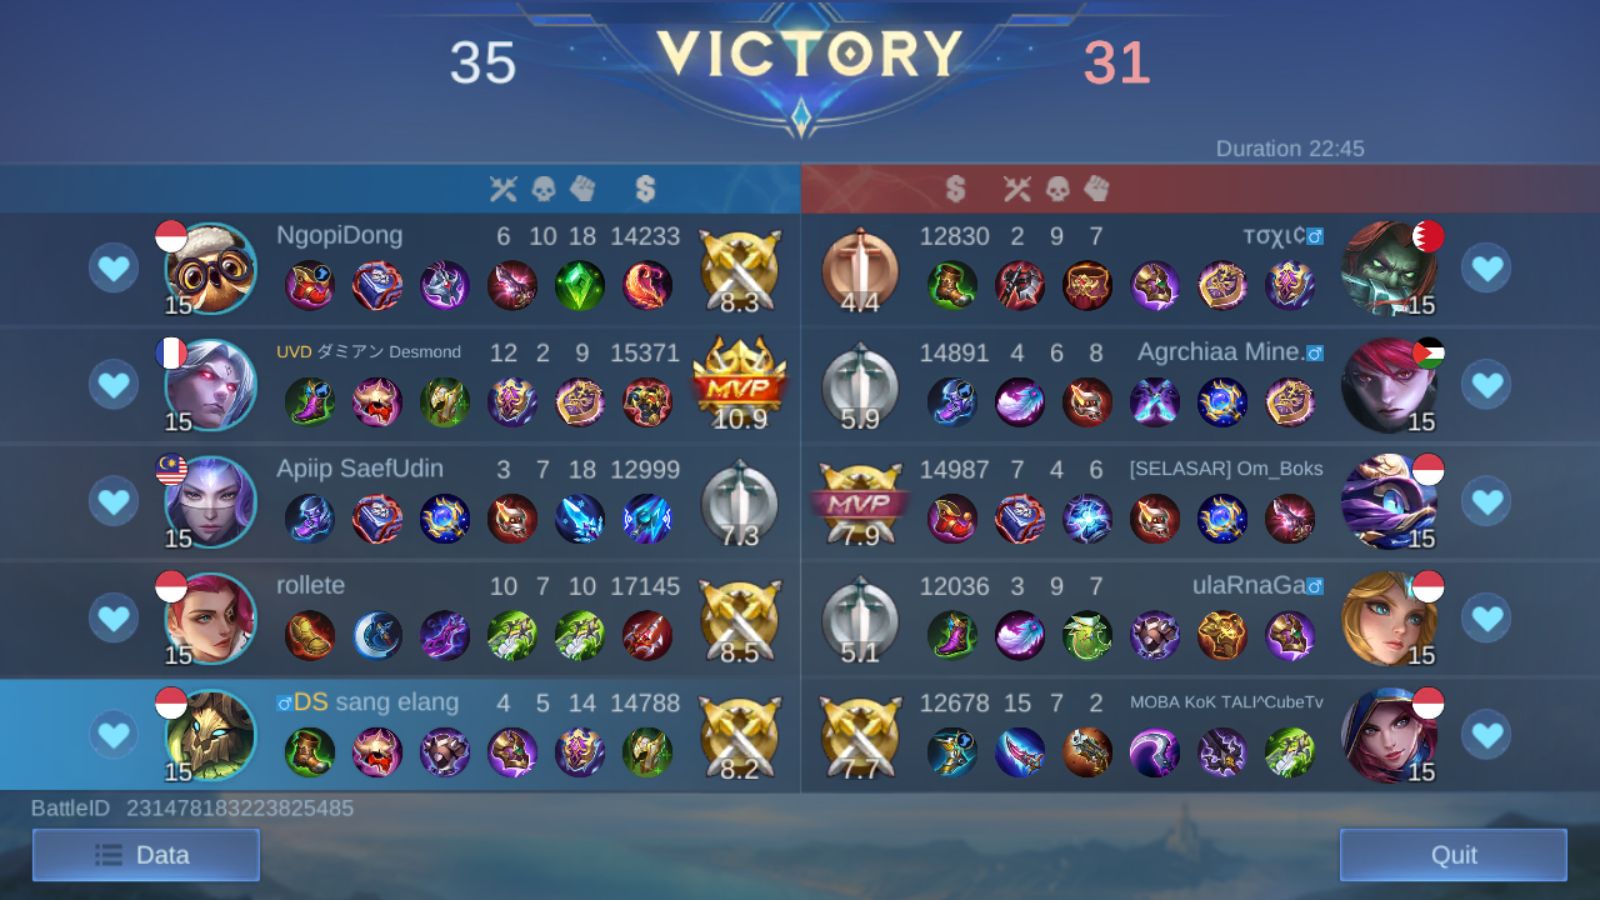 35 VICTORY 31
Duration 22:45
NgopiDong 6 10 18 14233
15 8.3
12830 2 9 7 τσχι¢♂
4.4 15
UVD ダミアン Desmond 12 2 9 15371
15 MVP 10.9
14891 4 6 8 Agrchiaa Mine.♂
5.9 15
Apiip SaefUdin 3 7 18 12999
15 7.3
14987 7 4 6 [SELASAR] Om_Boks
MVP 7.9 15
rollete 10 7 10 17145
15 8.5
12036 3 9 7 ulaRnaGa♂
5.1 15
♂DS sang elang 4 5 14 14788
15 8.2
12678 15 7 2 MOBA KoK TALI^CubeTv
7.7 15
BattleID 231478183223825485
Data
Quit